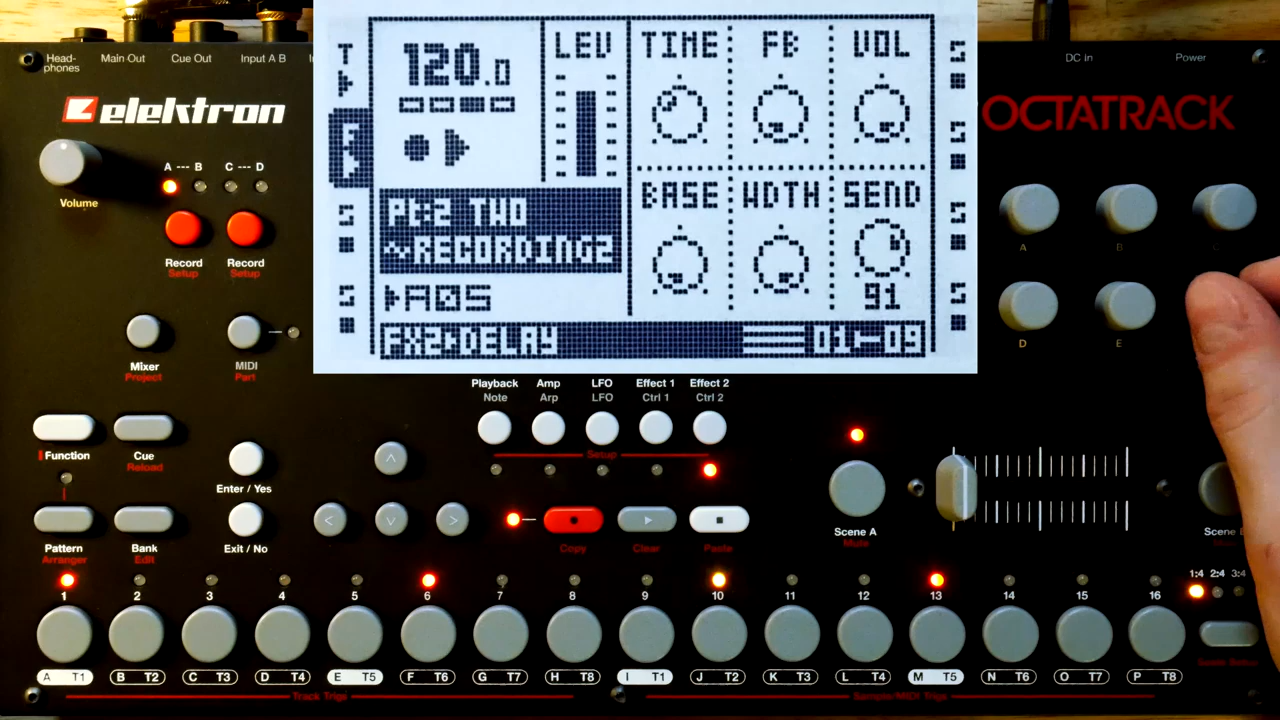 Head-phones
Main Out
Cue Out
Input A B
DC In
Power
elektron
OCTATRACK
T
120.0
LEV
TIME
FB
VOL
PE:2 TWO
~RECORDING2
BASE
WDTH
SEND
91
A05
FX2:DELAY
Volume
A --- B
C --- D
Record
Setup
Record
Setup
Mixer
Project
MIDI
Part
A
B
C
D
E
Playback
Note
Amp
Arp
LFO
LFO
Effect 1
Ctrl 1
Effect 2
Ctrl 2
Setup
Function
Cue
Reload
Enter / Yes
Exit / No
Pattern
Arranger
Bank
Edit
Copy
Clear
Paste
Scene A
Mute
Scene
1:4 2:4 3:4
1 2 3 4 5 6 7 8 9 10 11 12 13 14 15 16
A T1
B T2
C T3
D T4
E T5
F T6
G T7
H T8
I T1
J T2
K T3
L T4
M T5
N T6
O T7
P T8
Track Trigs
Sample/MIDI Trigs